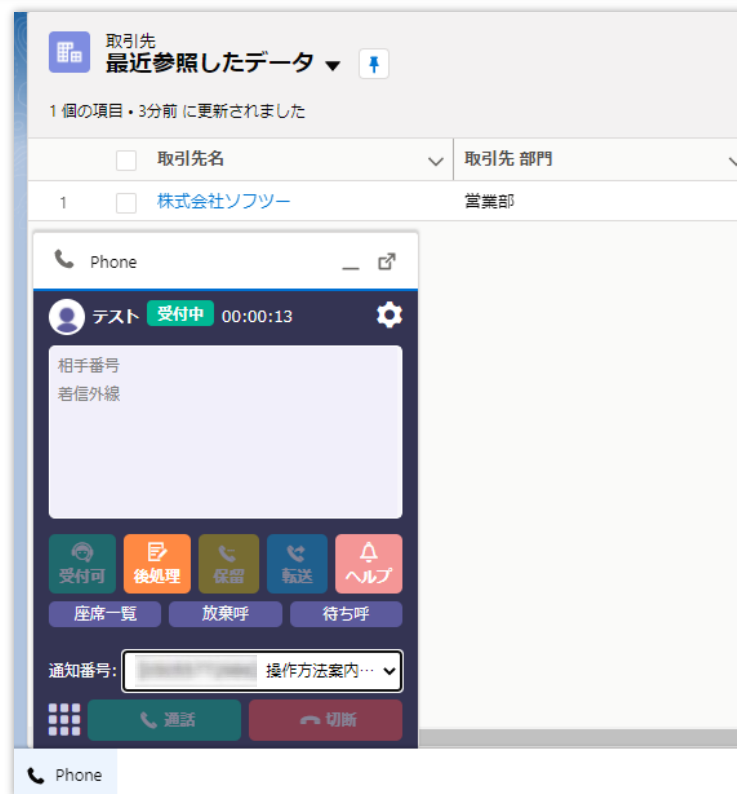 取引先
最近参照したデータ
1 個の項目・3分前 に更新されました
取引先名 取引先 部門
1 株式会社ソフツー 営業部
Phone
テスト 受付中 00:00:13
相手番号
着信外線
受付可 後処理 保留 転送 ヘルプ
座席一覧 放棄呼 待ち呼
通知番号: 操作方法案内…
通話 切断
Phone